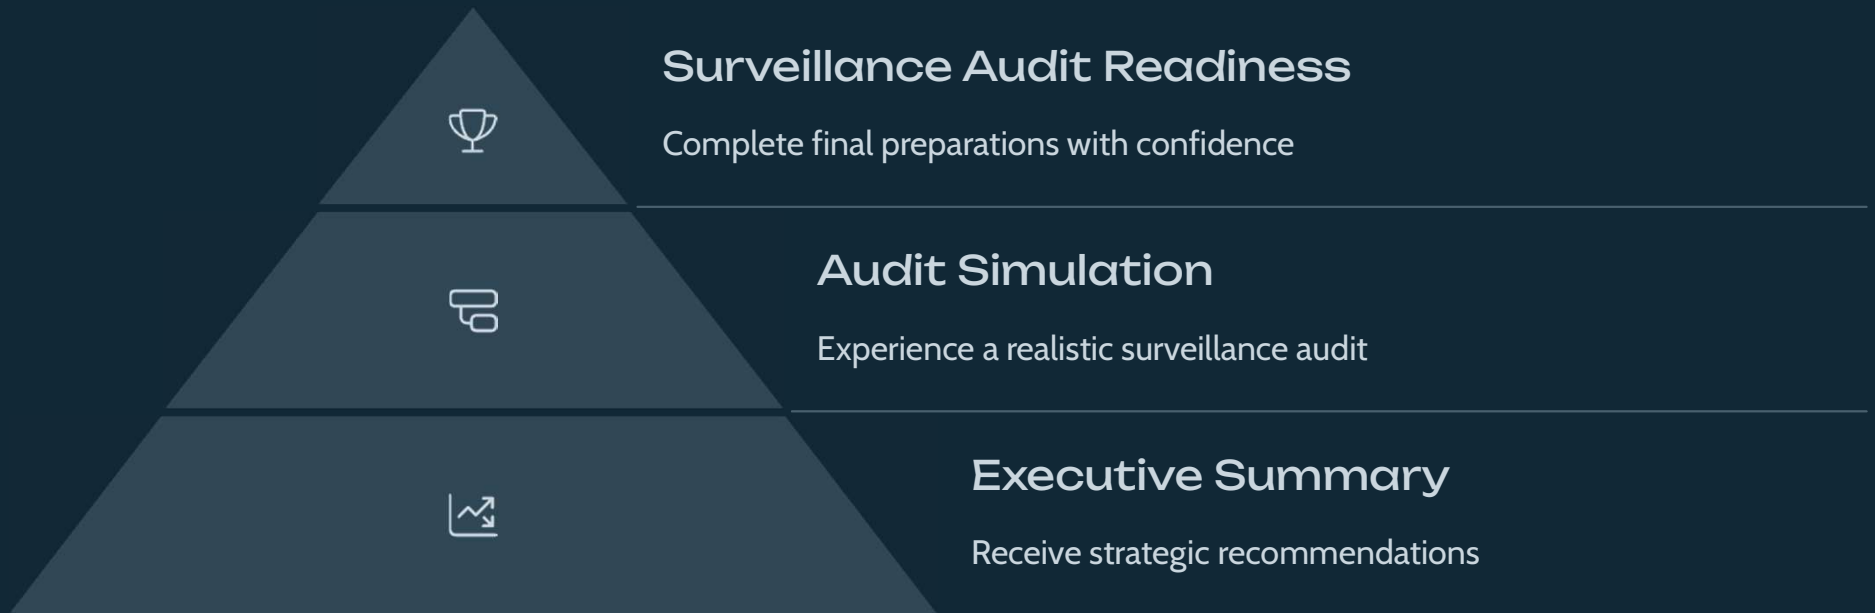 Surveillance Audit Readiness
Complete final preparations with confidence
Audit Simulation
Experience a realistic surveillance audit
Executive Summary
Receive strategic recommendations